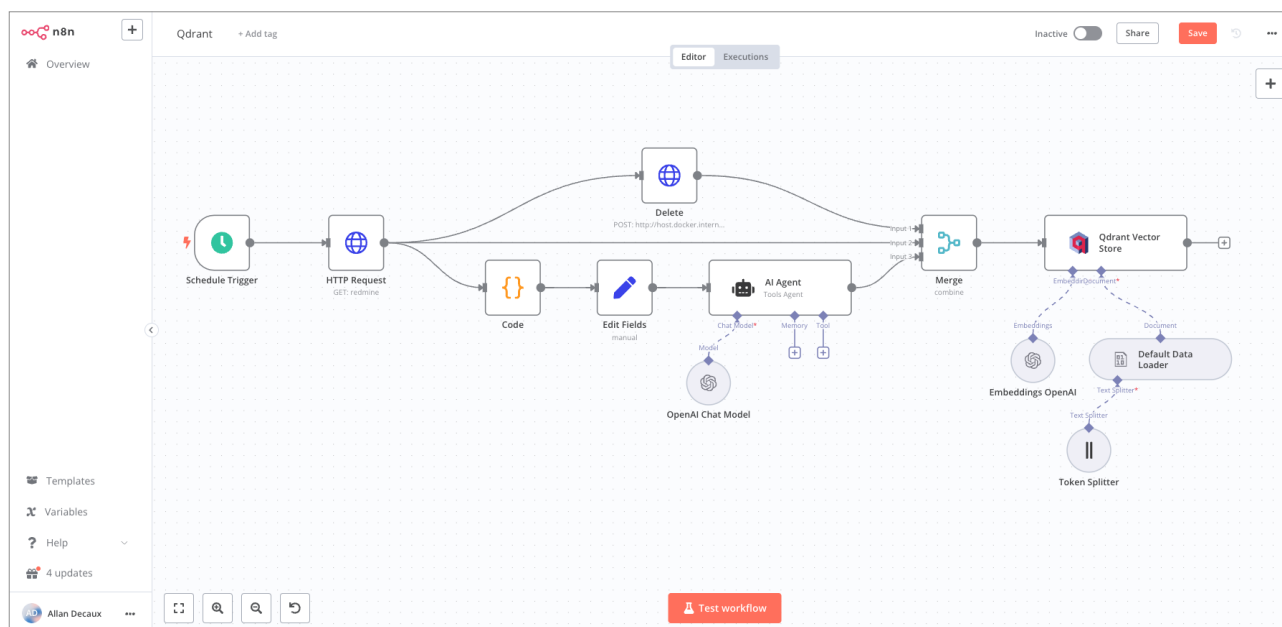 n8n
Qdrant
+ Add tag
Inactive
Share
Save
Overview
Editor
Executions
Delete
POST: http://host.docker.intern...
Schedule Trigger
HTTP Request
GET: redmine
Code
Edit Fields
manual
AI Agent
Tools Agent
Chat Model*
Memory
Tool
Model
OpenAI Chat Model
Input 1
Input 2
Input 3
Merge
combine
Qdrant Vector
Store
Document*
Embeddings
Document
Embeddings OpenAI
Default Data
Loader
Text Splitter*
Text Splitter
Token Splitter
Templates
Variables
Help
4 updates
Allan Decaux
Test workflow